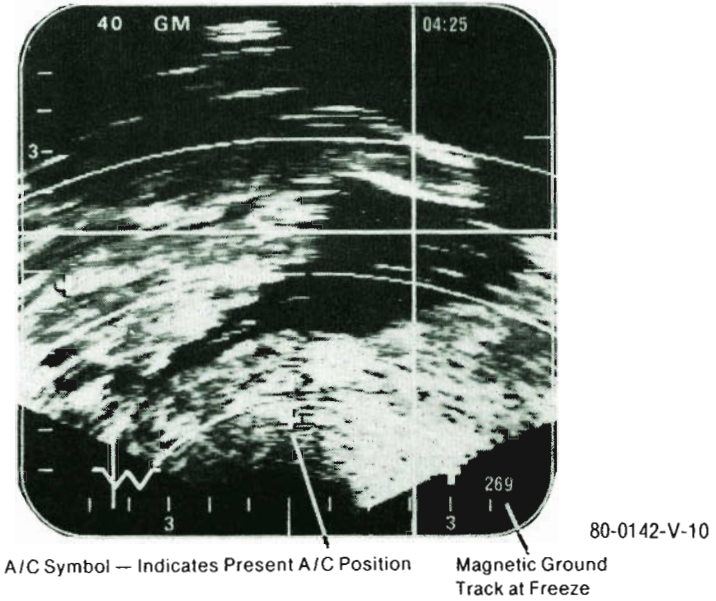 40 GM 04:25
3
269
3 3
80-0142-V-10
A/C Symbol — Indicates Present A/C Position
Magnetic Ground
Track at Freeze